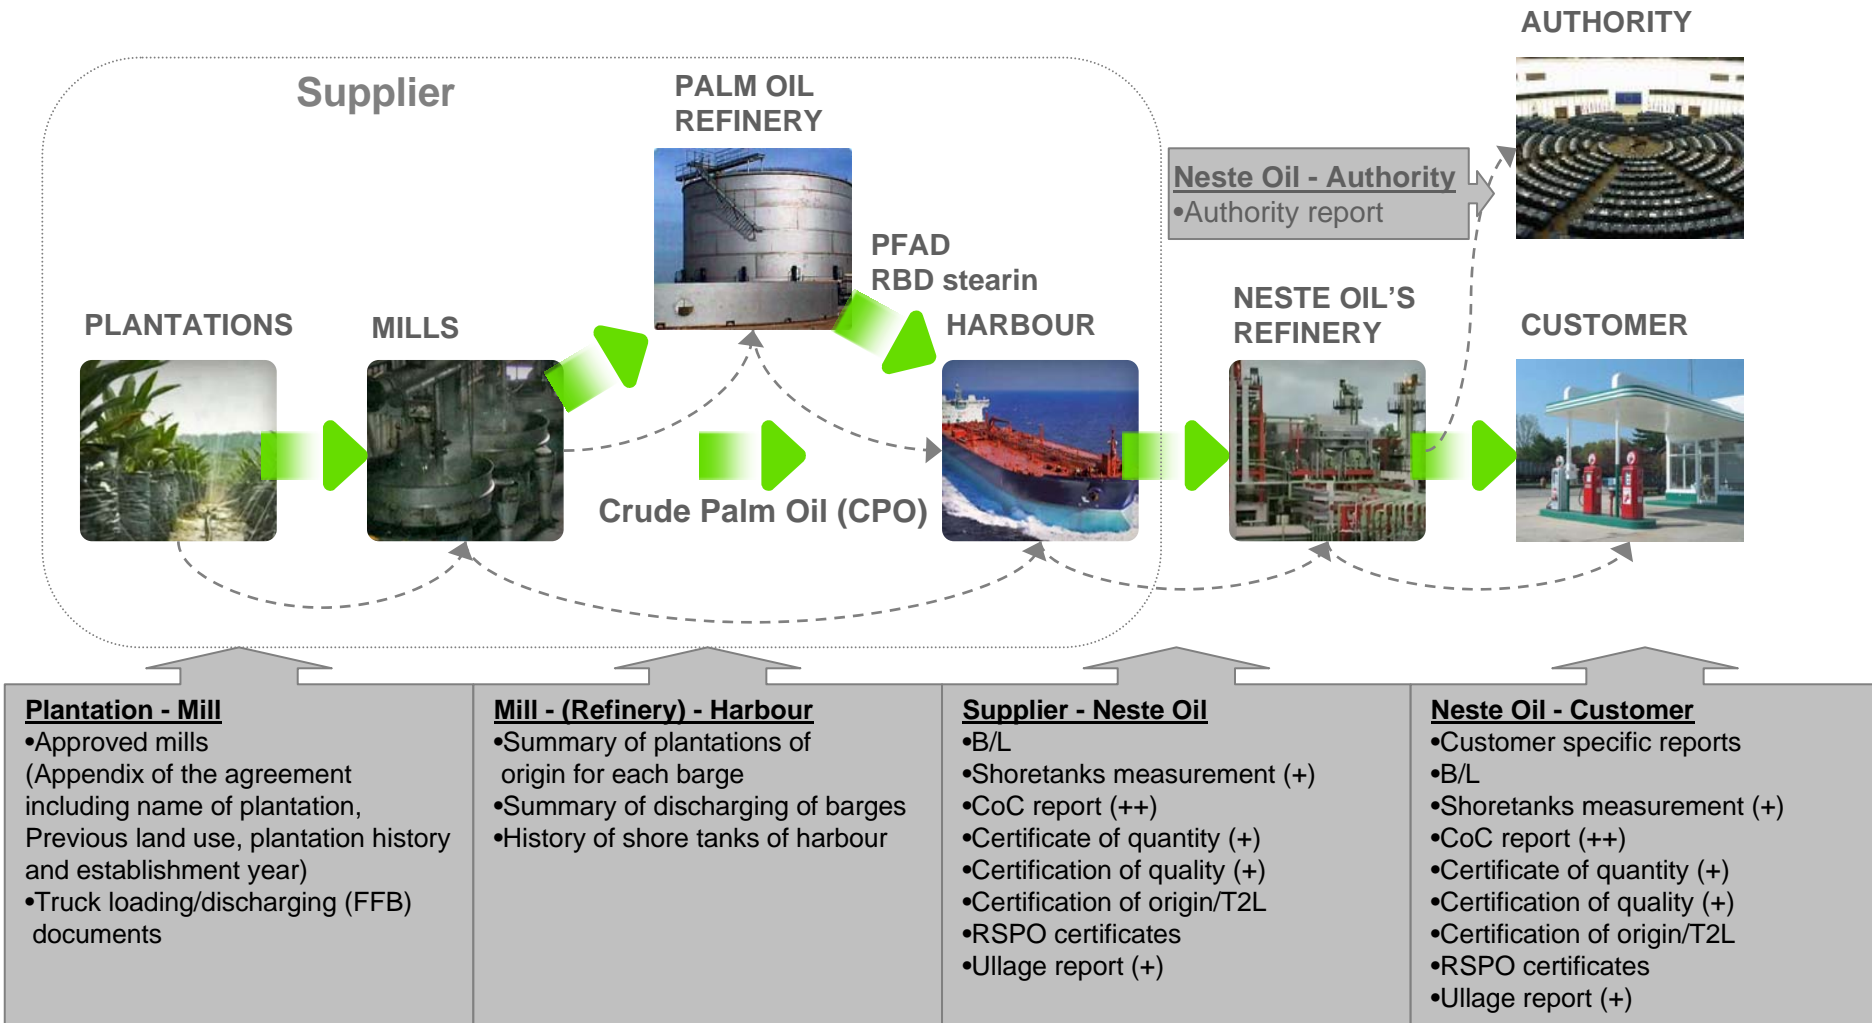 AUTHORITY
Supplier
PALM OIL
REFINERY
Neste Oil - Authority
•Authority report
PFAD
RBD stearin
PLANTATIONS
MILLS
HARBOUR
NESTE OIL’S
REFINERY
CUSTOMER
Crude Palm Oil (CPO)
Plantation - Mill
•Approved mills
(Appendix of the agreement
including name of plantation,
Previous land use, plantation history
and establishment year)
•Truck loading/discharging (FFB)
documents
Mill - (Refinery) - Harbour
•Summary of plantations of
origin for each barge
•Summary of discharging of barges
•History of shore tanks of harbour
Supplier - Neste Oil
•B/L
•Shoretanks measurement (+)
•CoC report (++)
•Certificate of quantity (+)
•Certification of quality (+)
•Certification of origin/T2L
•RSPO certificates
•Ullage report (+)
Neste Oil - Customer
•Customer specific reports
•B/L
•Shoretanks measurement (+)
•CoC report (++)
•Certificate of quantity (+)
•Certification of quality (+)
•Certification of origin/T2L
•RSPO certificates
•Ullage report (+)